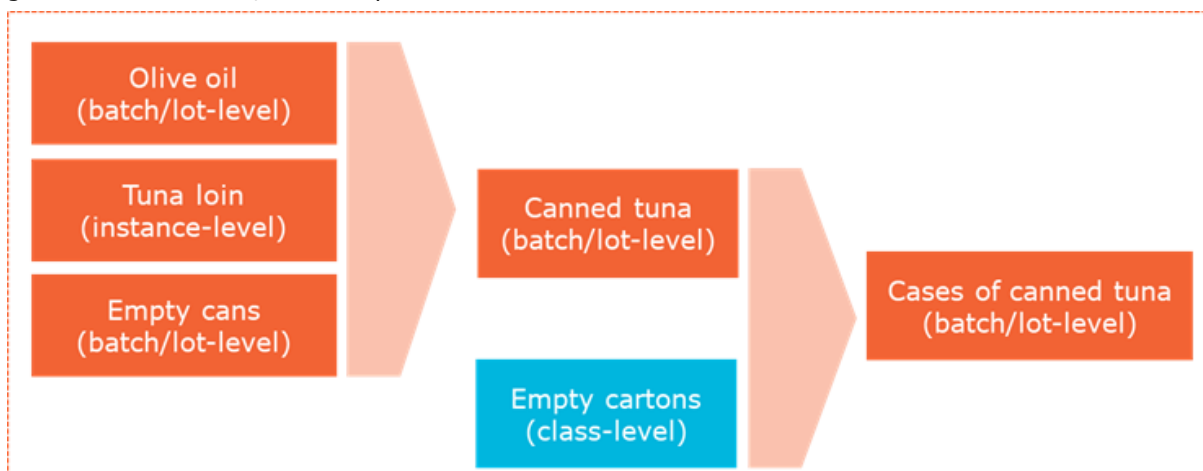 Olive oil
(batch/lot-level)
Tuna loin
(instance-level)
Empty cans
(batch/lot-level)
Canned tuna
(batch/lot-level)
Empty cartons
(class-level)
Cases of canned tuna
(batch/lot-level)